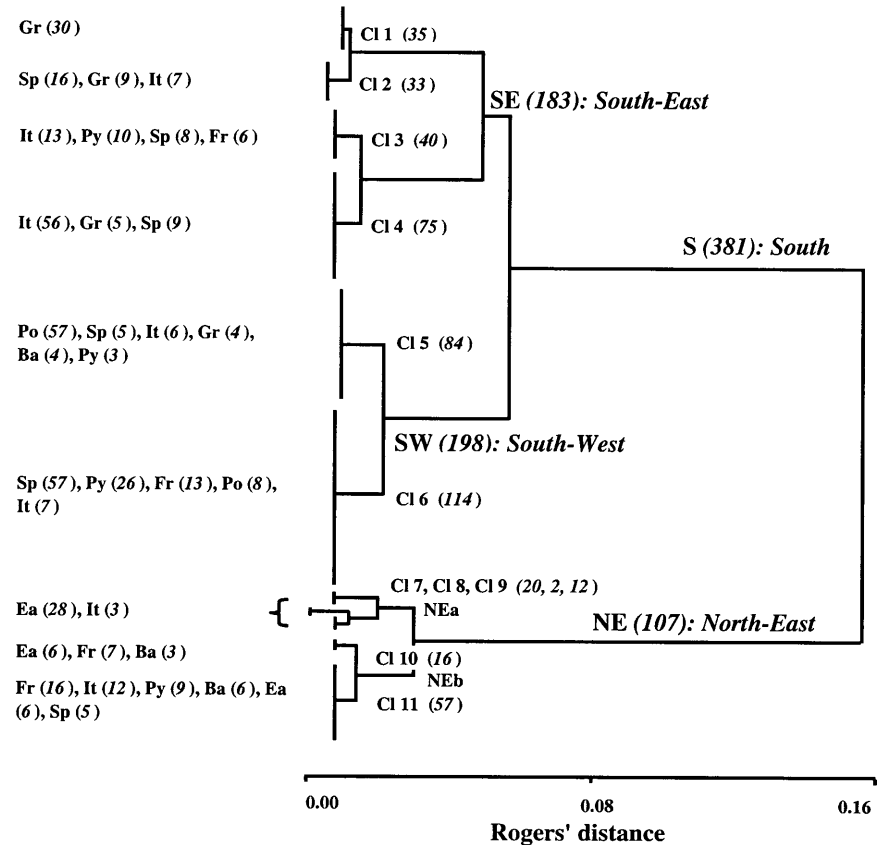 Gr (30)
Cl 1 (35)
Sp (16), Gr (9), It (7)
Cl 2 (33)
SE (183): South-East
It (13), Py (10), Sp (8), Fr (6)
Cl 3 (40)
It (56), Gr (5), Sp (9)
Cl 4 (75)
S (381): South
Po (57), Sp (5), It (6), Gr (4),
Ba (4), Py (3)
Cl 5 (84)
SW (198): South-West
Sp (57), Py (26), Fr (13), Po (8),
It (7)
Cl 6 (114)
Cl 7, Cl 8, Cl 9 (20, 2, 12)
Ea (28), It (3)
NEa
NE (107): North-East
Ea (6), Fr (7), Ba (3)
Cl 10 (16)
NEb
Fr (16), It (12), Py (9), Ba (6), Ea
(6), Sp (5)
Cl 11 (57)
0.00
0.08
0.16
Rogers' distance